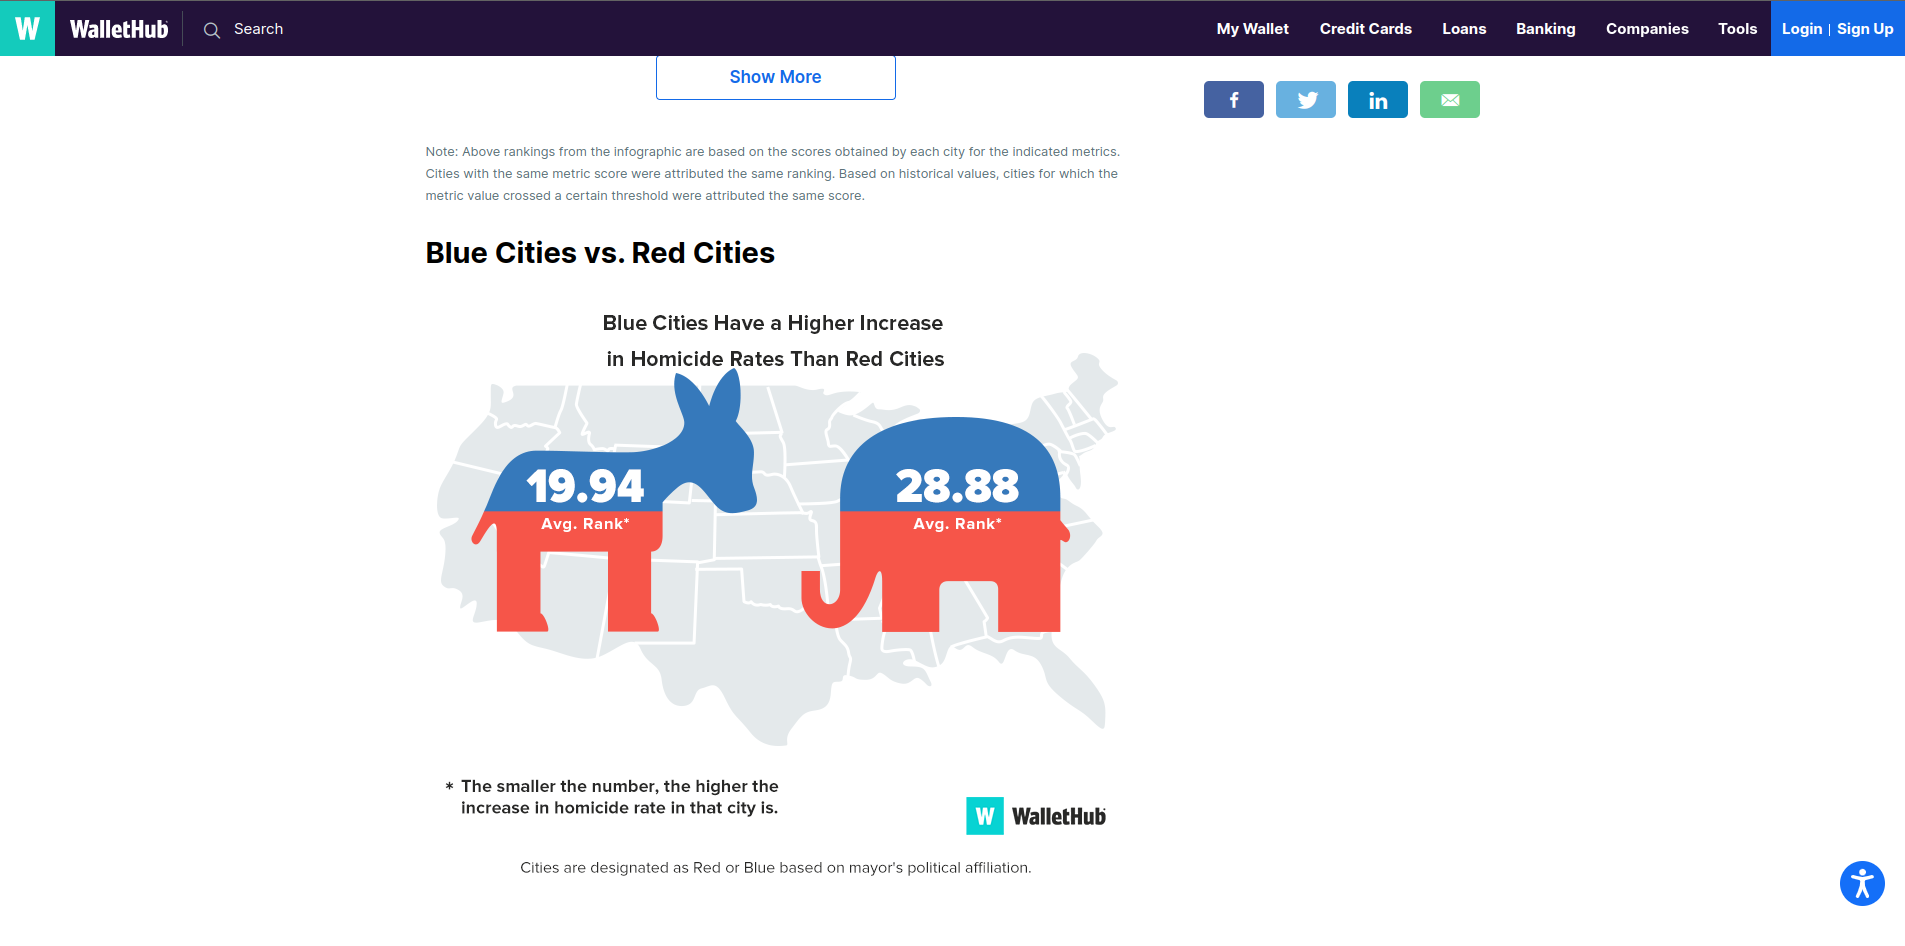 W WalletHub Search My Wallet Credit Cards Loans Banking Companies Tools Login | Sign Up
Show More
f in
Note: Above rankings from the infographic are based on the scores obtained by each city for the indicated metrics.
Cities with the same metric score were attributed the same ranking. Based on historical values, cities for which the
metric value crossed a certain threshold were attributed the same score.
Blue Cities vs. Red Cities
Blue Cities Have a Higher Increase
in Homicide Rates Than Red Cities
19.94
Avg. Rank*
28.88
Avg. Rank*
* The smaller the number, the higher the
increase in homicide rate in that city is.
W WalletHub
Cities are designated as Red or Blue based on mayor's political affiliation.